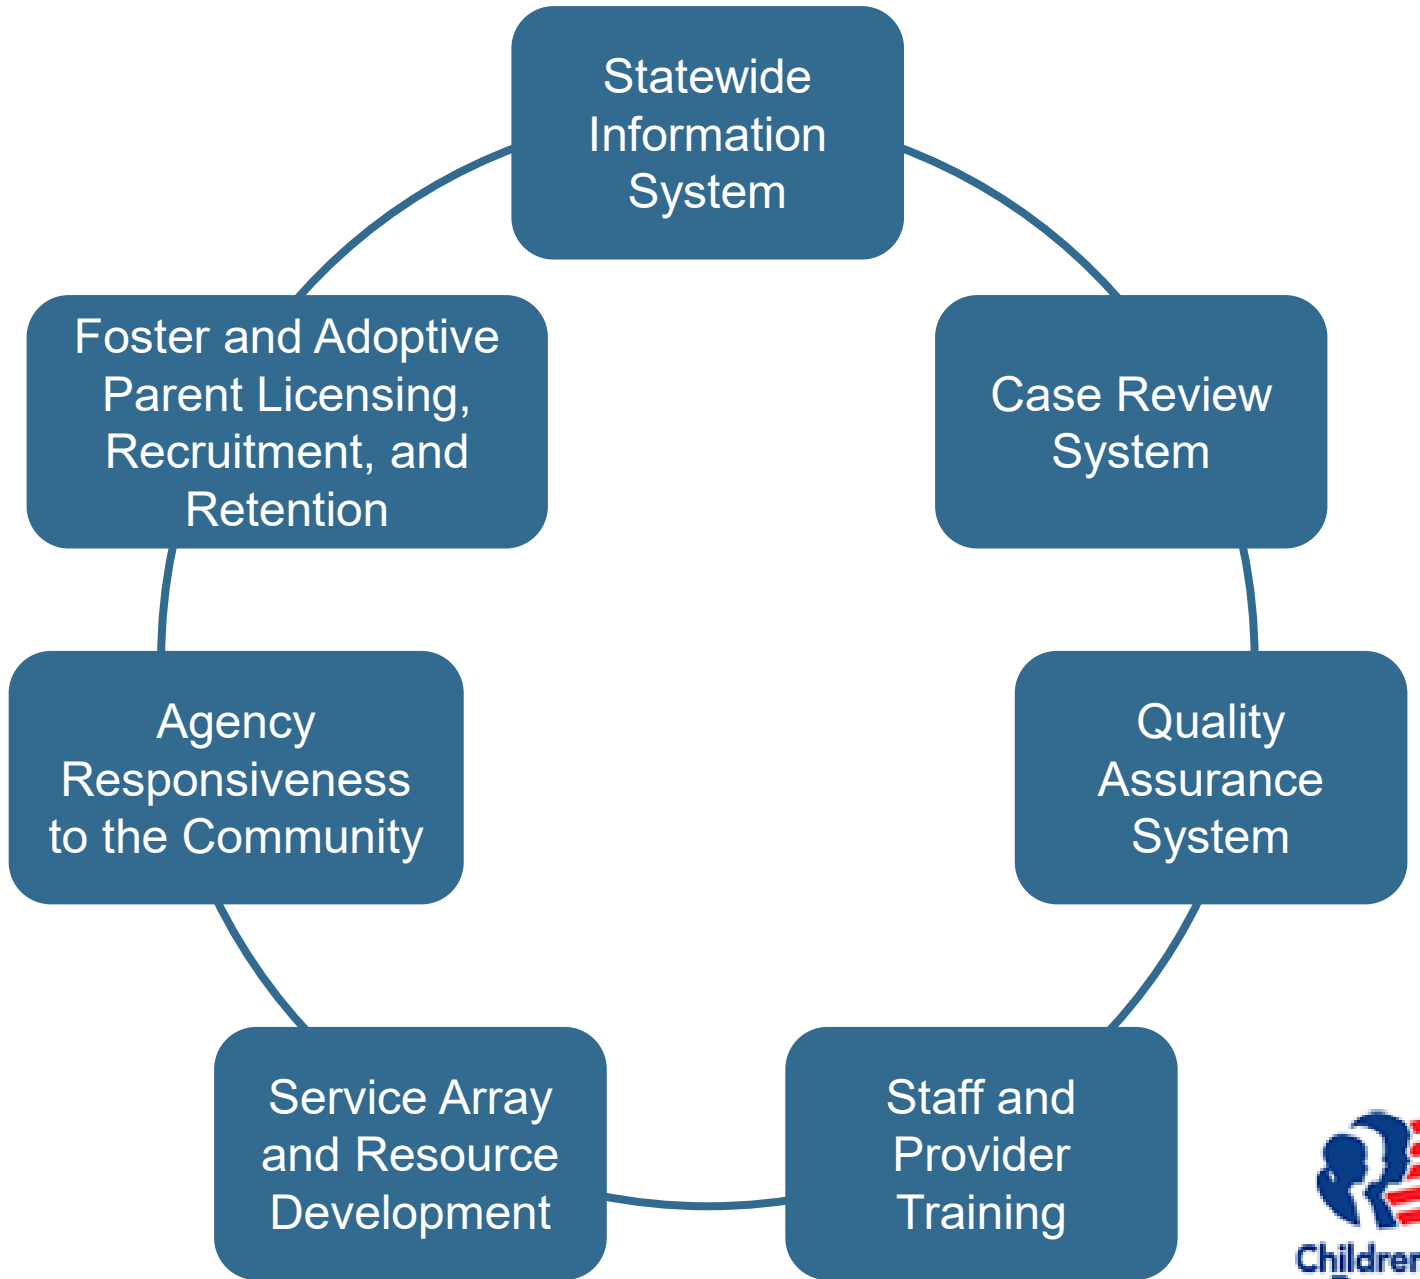 Statewide
Information
System
Foster and Adoptive
Parent Licensing,
Recruitment, and
Retention
Case Review
System
Agency
Responsiveness
to the Community
Quality
Assurance
System
Service Array
and Resource
Development
Staff and
Provider
Training